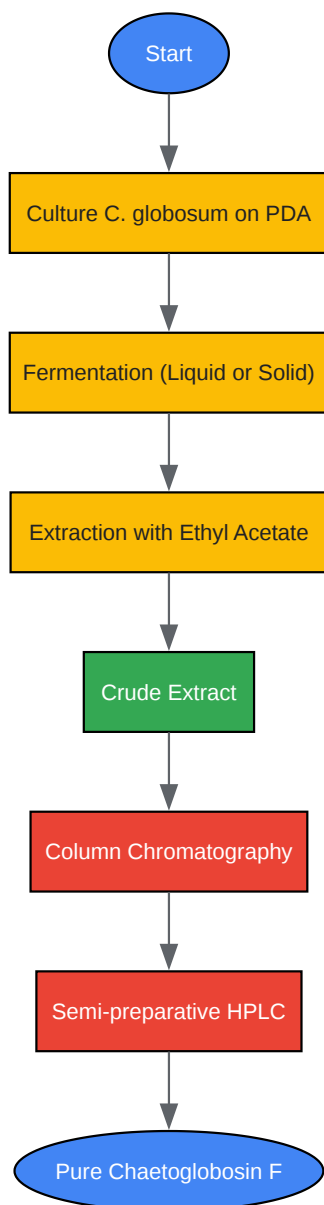 Start
Culture C. globosum on PDA
Fermentation (Liquid or Solid)
Extraction with Ethyl Acetate
Crude Extract
Column Chromatography
Semi-preparative HPLC
Pure Chaetoglobosin F